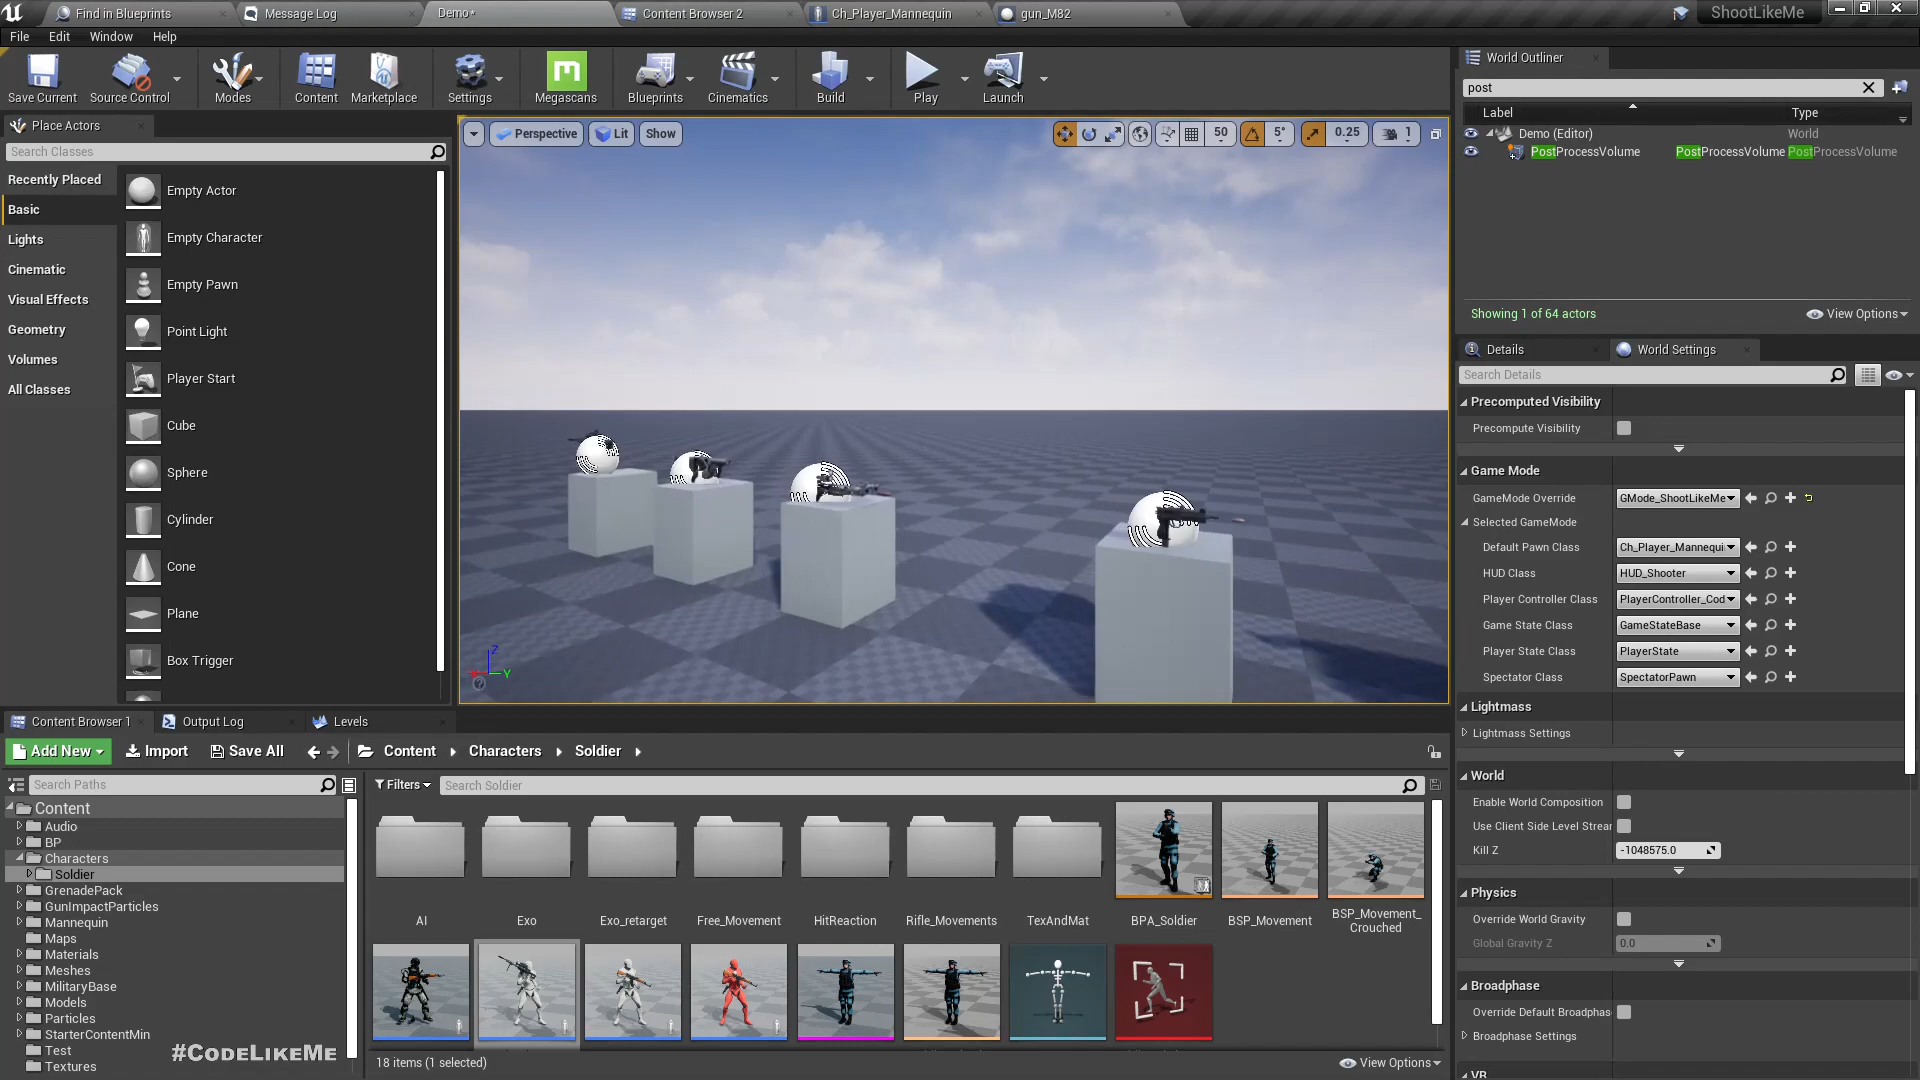 Find in Blueprints
Message Log
Demo*
Content Browser 2
Ch_Player_Mannequin
gun_M82
ShootLikeMe
File
Edit
Window
Help
Save Current
Source Control
Modes
Content
Marketplace
Settings
Megascans
Blueprints
Cinematics
Build
Play
Launch
World Outliner
post
Label
Type
Demo (Editor)
World
PostProcessVolume
PostProcessVolume
PostProcessVolume
Showing 1 of 64 actors
View Options
Place Actors
Search Classes
Recently Placed
Basic
Lights
Cinematic
Visual Effects
Geometry
Volumes
All Classes
Empty Actor
Empty Character
Empty Pawn
Point Light
Player Start
Cube
Sphere
Cylinder
Cone
Plane
Box Trigger
Perspective
Lit
Show
50
5°
0.25
1
Z
Y
Details
World Settings
Search Details
Precomputed Visibility
Precompute Visibility
Game Mode
GameMode Override
GMode_ShootLikeMe
Selected GameMode
Default Pawn Class
Ch_Player_Mannequi
HUD Class
HUD_Shooter
Player Controller Class
PlayerController_Cod
Game State Class
GameStateBase
Player State Class
PlayerState
Spectator Class
SpectatorPawn
Lightmass
Lightmass Settings
World
Enable World Composition
Use Client Side Level Strear
Kill Z
-1048575.0
Physics
Override World Gravity
Global Gravity Z
0.0
Broadphase
Override Default Broadphas
Broadphase Settings
VR
Content Browser 1
Output Log
Levels
Add New
Import
Save All
Content
Characters
Soldier
Search Paths
Filters
Search Soldier
Content
Audio
BP
Characters
Soldier
GrenadePack
GunImpactParticles
Mannequin
Maps
Materials
Meshes
MilitaryBase
Models
Particles
StarterContentMin
Test
Textures
#CODELIKEME
AI
Exo
Exo_retarget
Free_Movement
HitReaction
Rifle_Movements
TexAndMat
BPA_Soldier
BSP_Movement
BSP_Movement_
Crouched
18 items (1 selected)
View Options